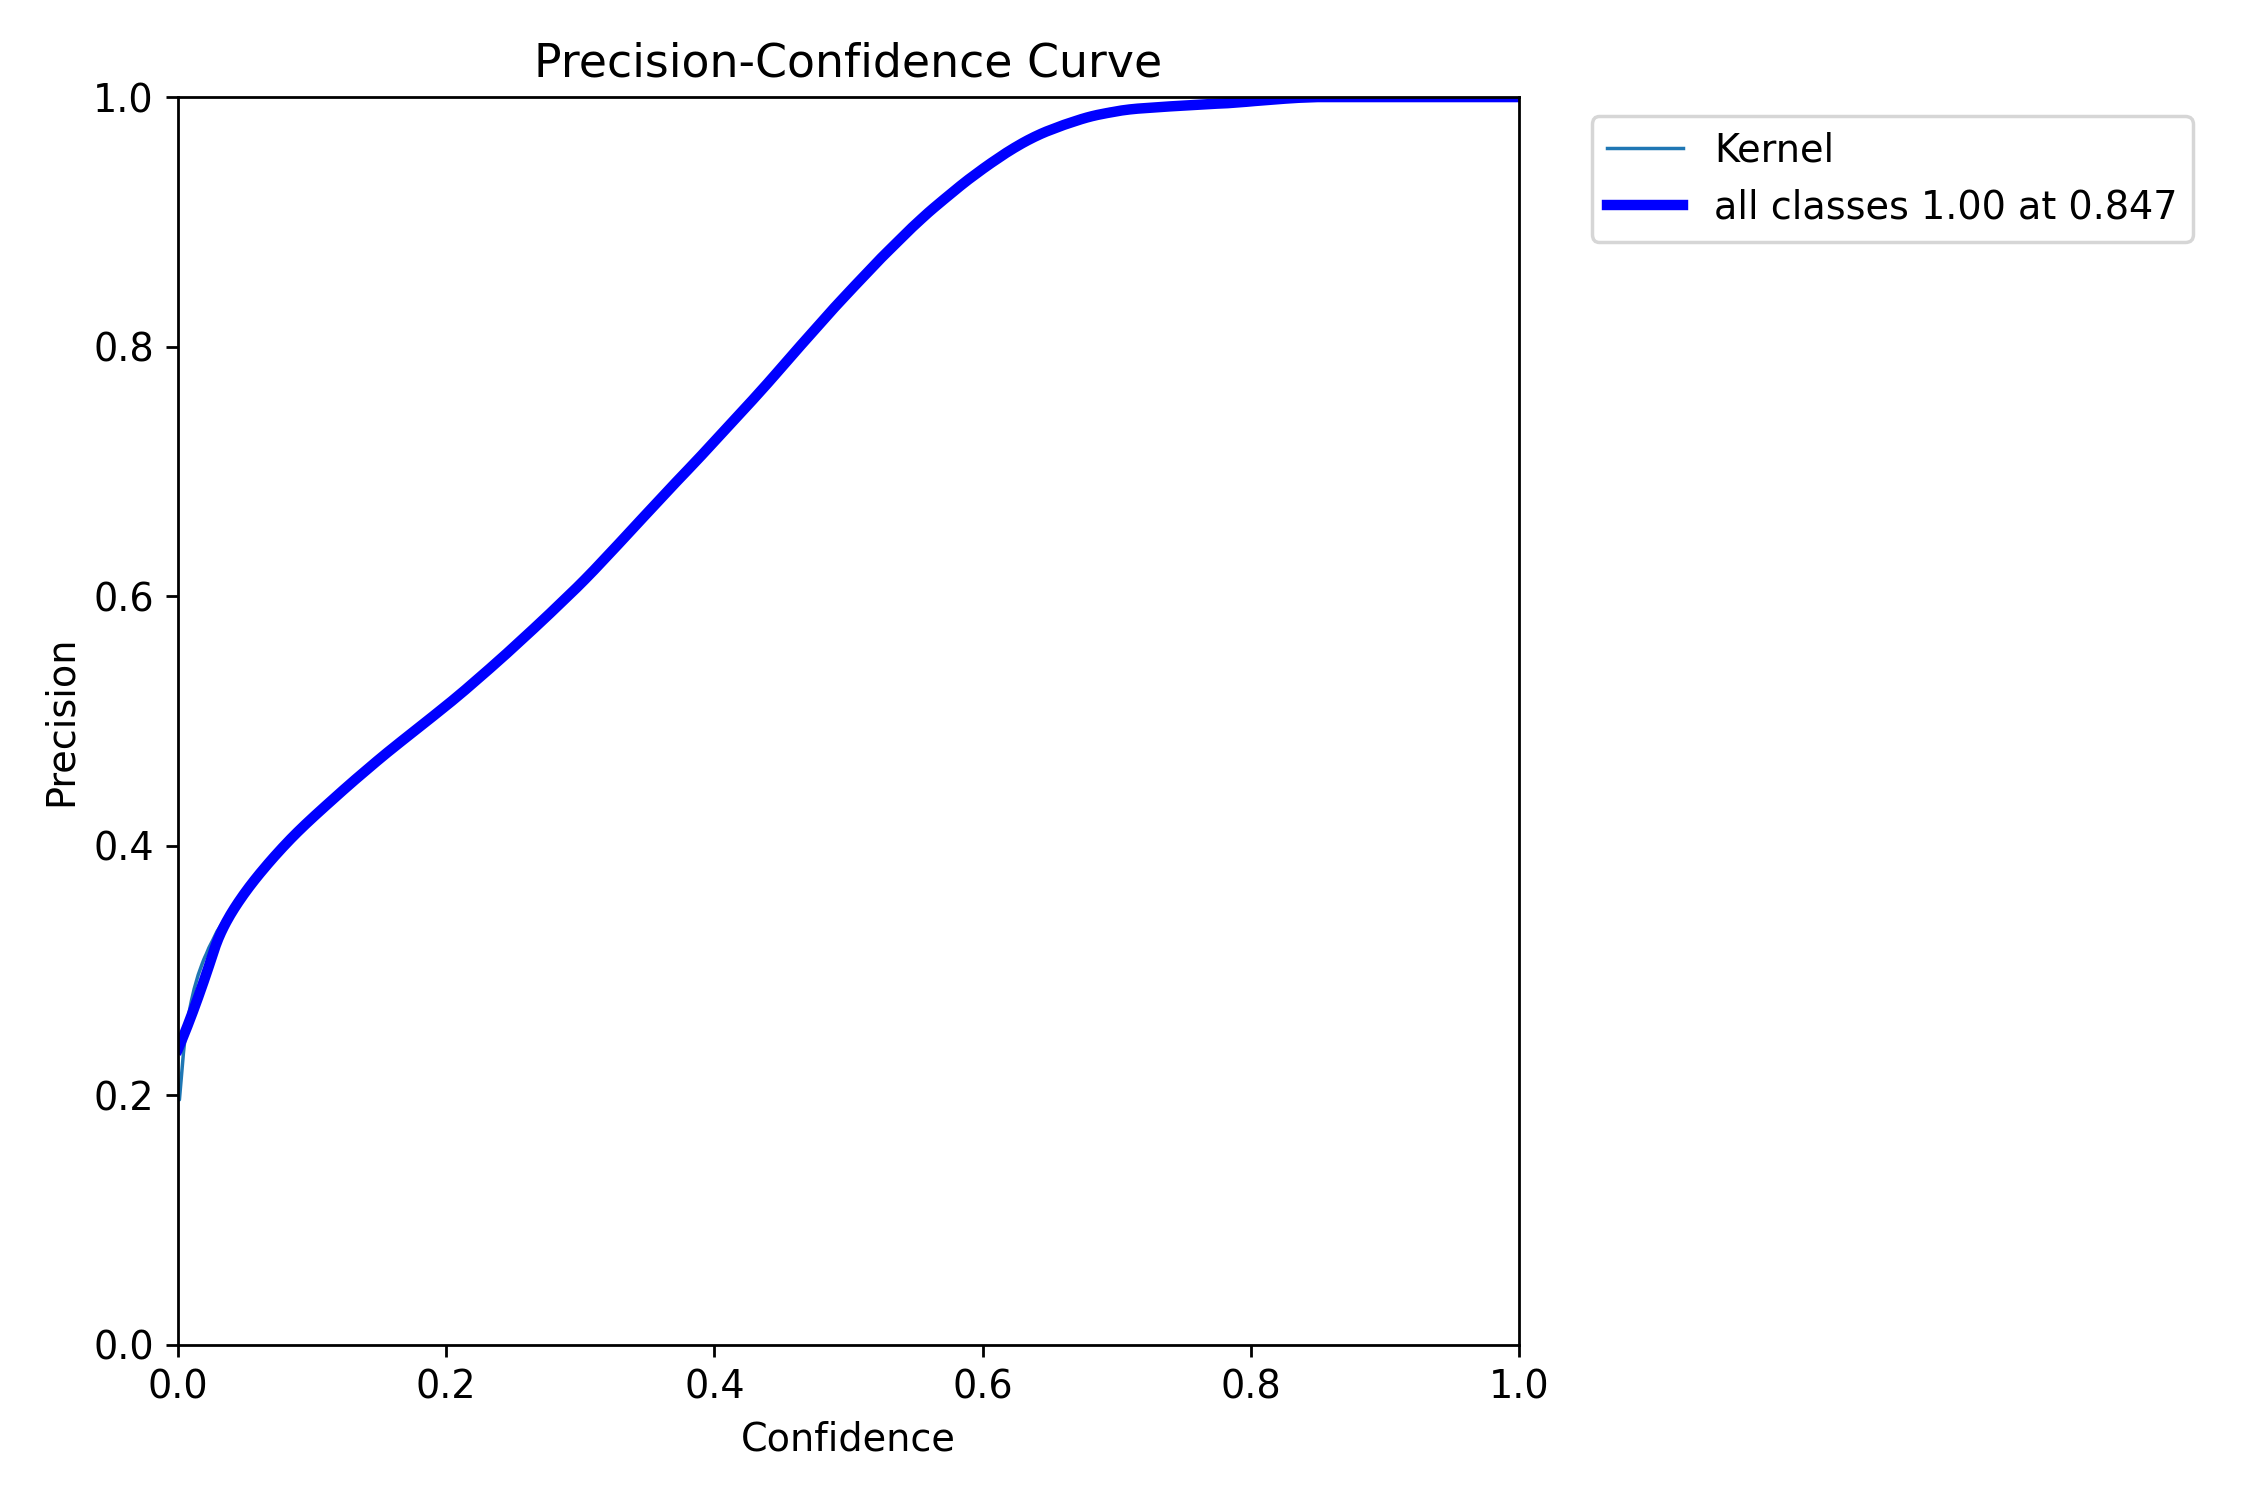 Precision-Confidence Curve
Kernel
all classes 1.00 at 0.847
1.0
0.8
0.6
0.4
0.2
0.0
Precision
0.0 0.2 0.4 0.6 0.8 1.0
Confidence